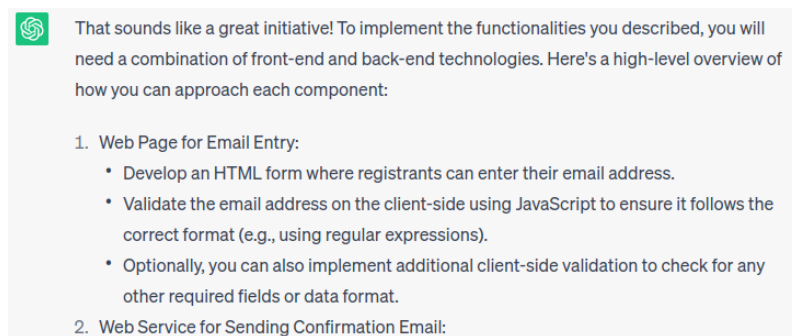 That sounds like a great initiative! To implement the functionalities you described, you will
need a combination of front-end and back-end technologies. Here's a high-level overview of
how you can approach each component:
1. Web Page for Email Entry:
• Develop an HTML form where registrants can enter their email address.
• Validate the email address on the client-side using JavaScript to ensure it follows the
correct format (e.g., using regular expressions).
• Optionally, you can also implement additional client-side validation to check for any
other required fields or data format.
2. Web Service for Sending Confirmation Email: